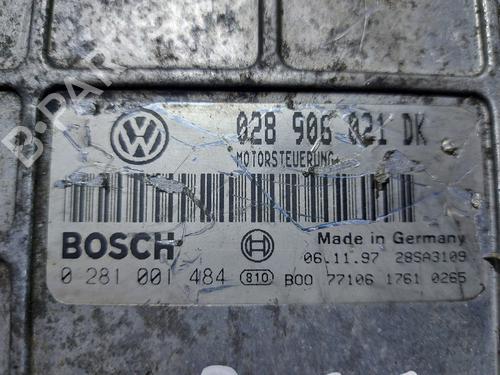 B-PARTS
028 906 021 DK
MOTORSTEUERUNG
BOSCH
Made in Germany
06.11.97 28SA3109
0 281 001 484 810 B00 77106 1761 0265